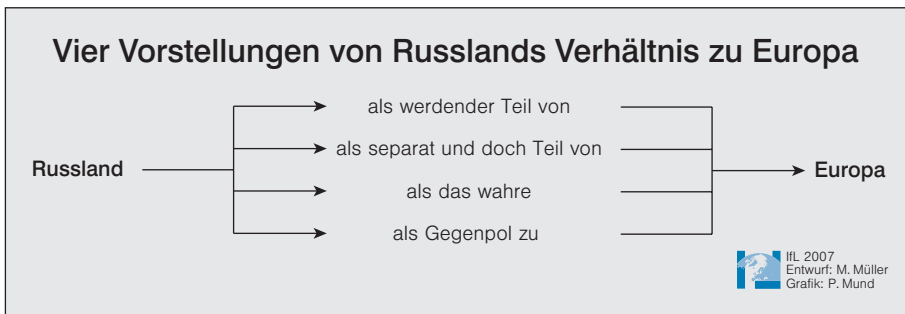 Vier Vorstellungen von Russlands Verhältnis zu Europa
als werdender Teil von
als separat und doch Teil von
Russland
Europa
als das wahre
als Gegenpol zu
IfL 2007
Entwurf: M. Müller
Grafik: P. Mund